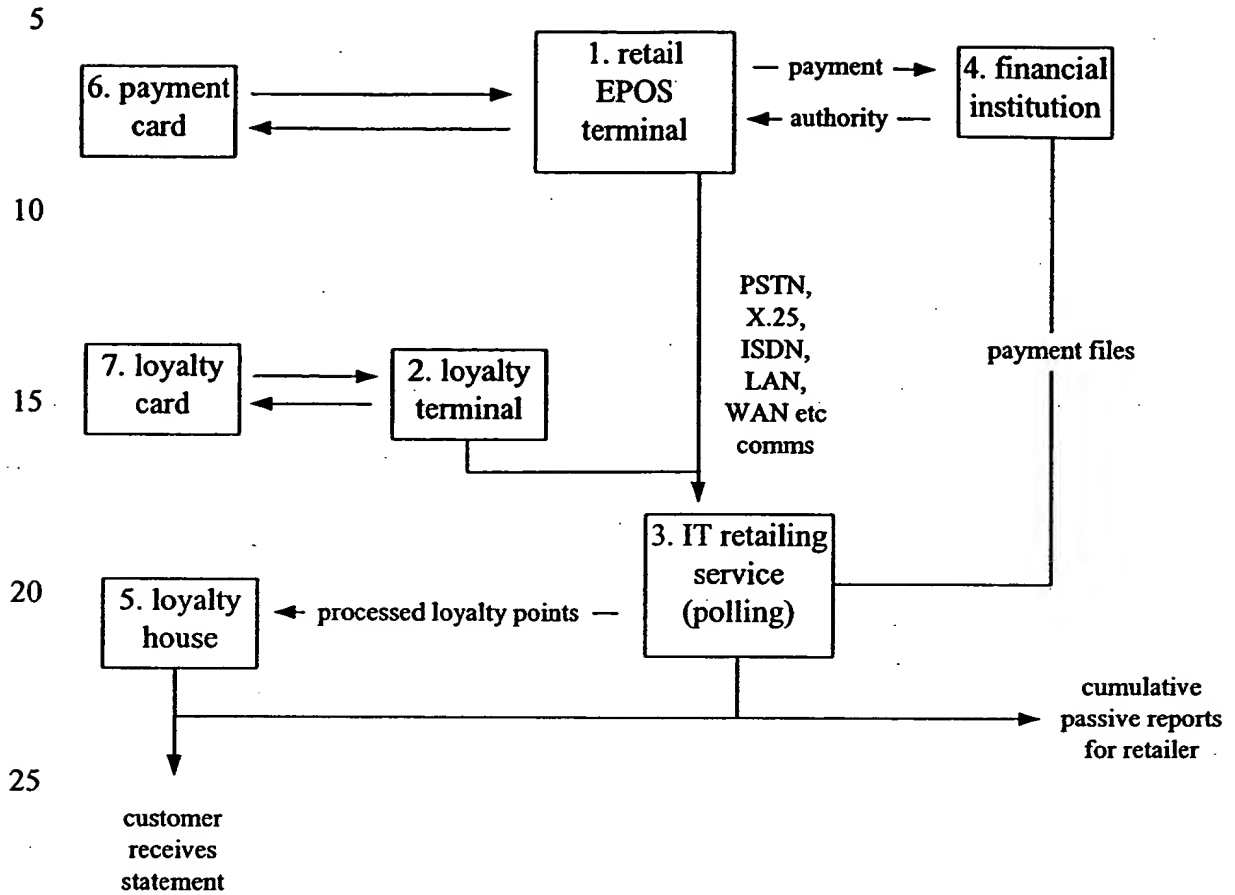 5
6. payment
card
1. retail
EPOS
terminal
payment
authority
4. financial
institution
10
PSTN,
X.25,
ISDN,
LAN,
WAN etc
comms
payment files
7. loyalty
card
2. loyalty
terminal
15
3. IT retailing
service
(polling)
20
5. loyalty
house
processed loyalty points
cumulative
passive reports
for retailer
25
customer
receives
statement